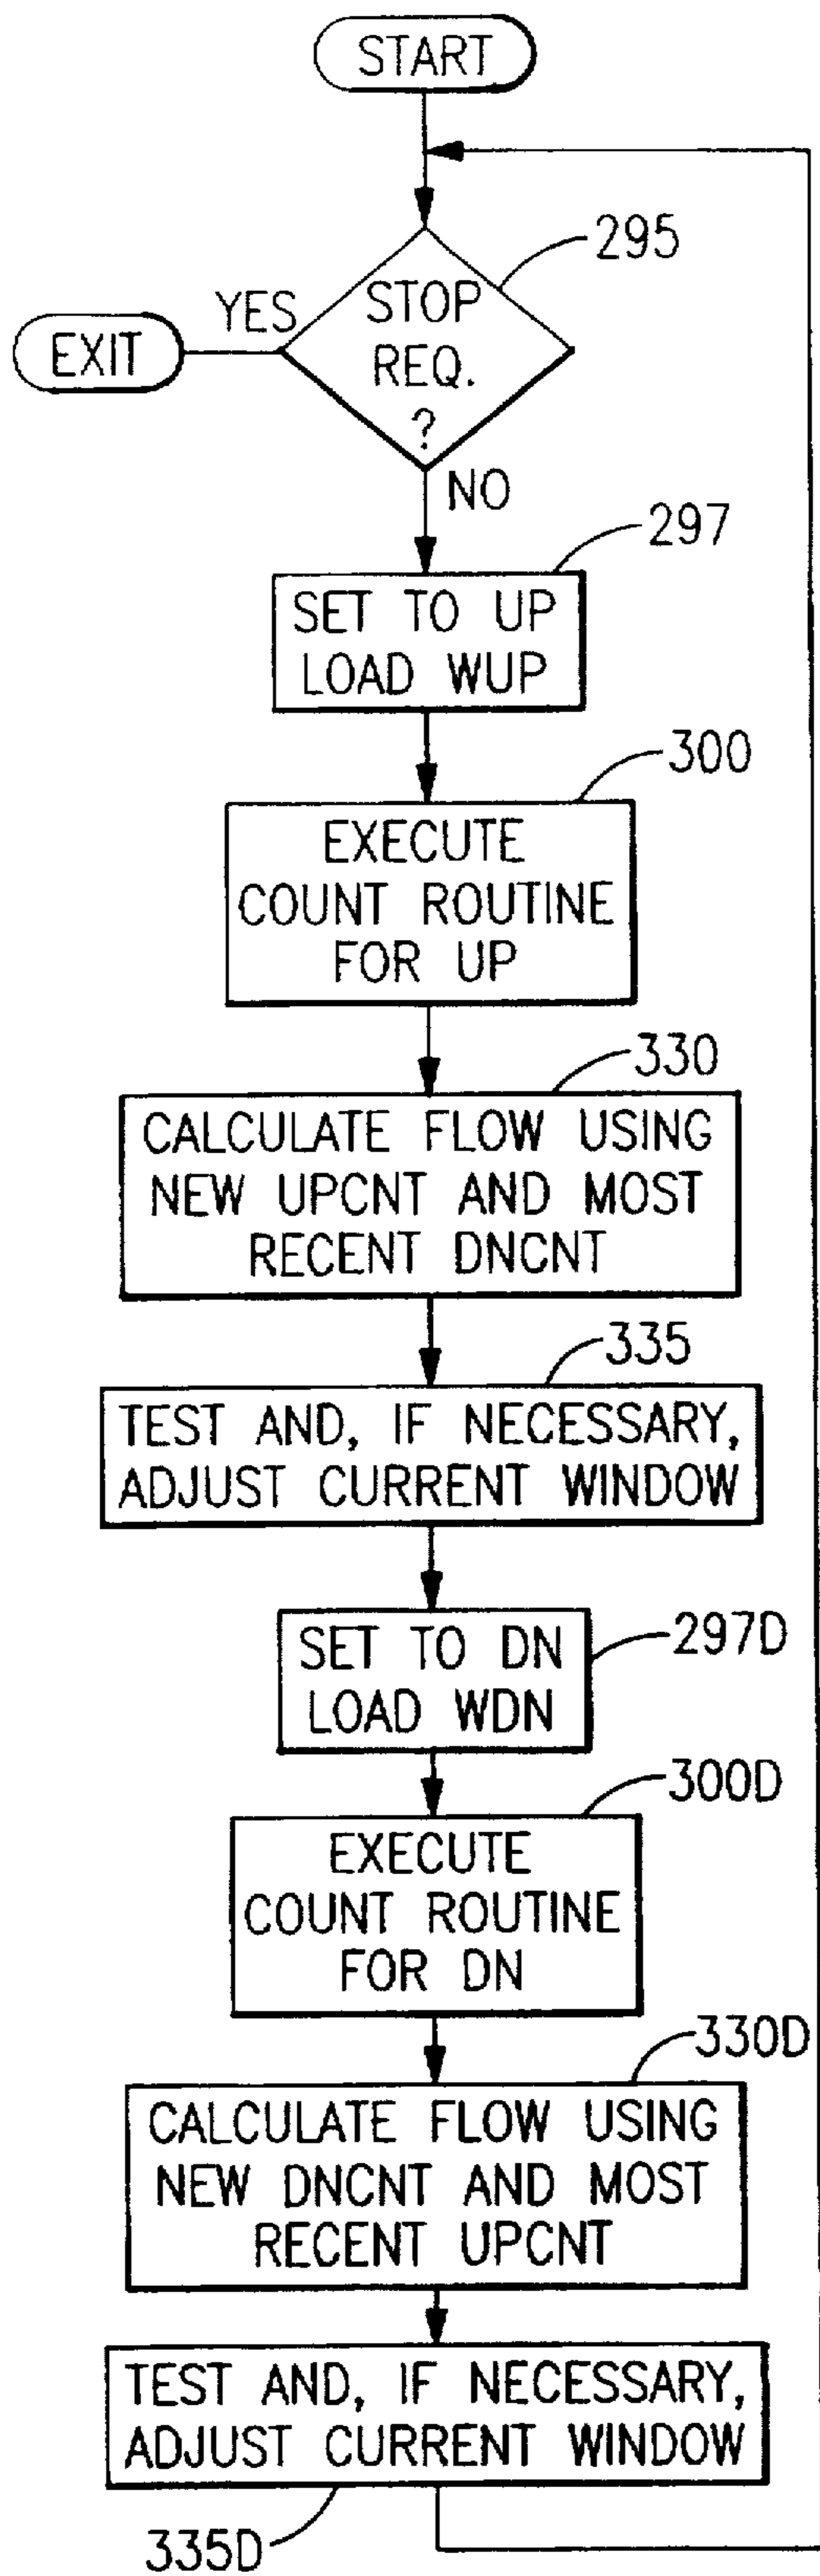 START
295
STOP
REQ.
?
YES
EXIT
NO
297
SET TO UP
LOAD WUP
300
EXECUTE
COUNT ROUTINE
FOR UP
330
CALCULATE FLOW USING
NEW UPCNT AND MOST
RECENT DNCNT
335
TEST AND, IF NECESSARY,
ADJUST CURRENT WINDOW
297D
SET TO DN
LOAD WDN
300D
EXECUTE
COUNT ROUTINE
FOR DN
330D
CALCULATE FLOW USING
NEW DNCNT AND MOST
RECENT UPCNT
TEST AND, IF NECESSARY,
ADJUST CURRENT WINDOW
335D